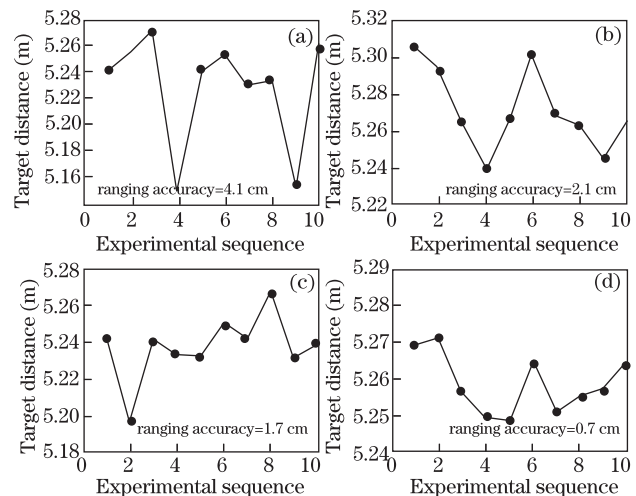 5.28
5.26
5.24
5.22
5.20
5.18
5.16
Target distance (m)
(a)
ranging accuracy=4.1 cm
0 2 4 6 8 10
Experimental sequence
5.32
5.30
5.28
5.26
5.24
5.22
Target distance (m)
(b)
ranging accuracy=2.1 cm
0 2 4 6 8 10
Experimental sequence
5.28
5.26
5.24
5.22
5.20
5.18
Target distance (m)
(c)
ranging accuracy=1.7 cm
0 2 4 6 8 10
Experimental sequence
5.29
5.28
5.27
5.26
5.25
5.24
Target distance (m)
(d)
ranging accuracy=0.7 cm
0 2 4 6 8 10
Experimental sequence